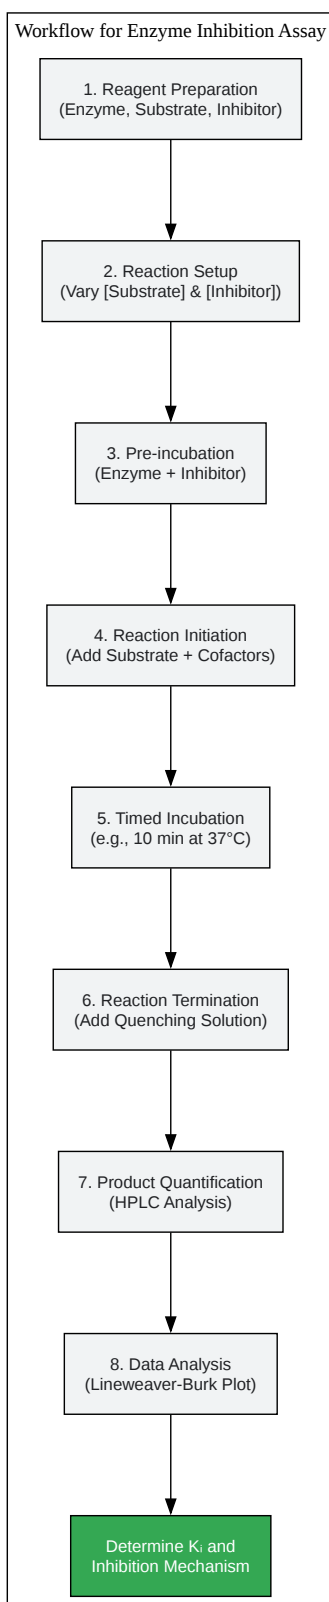 Workflow for Enzyme Inhibition Assay
1. Reagent Preparation
(Enzyme, Substrate, Inhibitor)
2. Reaction Setup
(Vary [Substrate] & [Inhibitor])
3. Pre-incubation
(Enzyme + Inhibitor)
4. Reaction Initiation
(Add Substrate + Cofactors)
5. Timed Incubation
(e.g., 10 min at 37°C)
6. Reaction Termination
(Add Quenching Solution)
7. Product Quantification
(HPLC Analysis)
8. Data Analysis
(Lineweaver-Burk Plot)
Determine Kᵢ and
Inhibition Mechanism